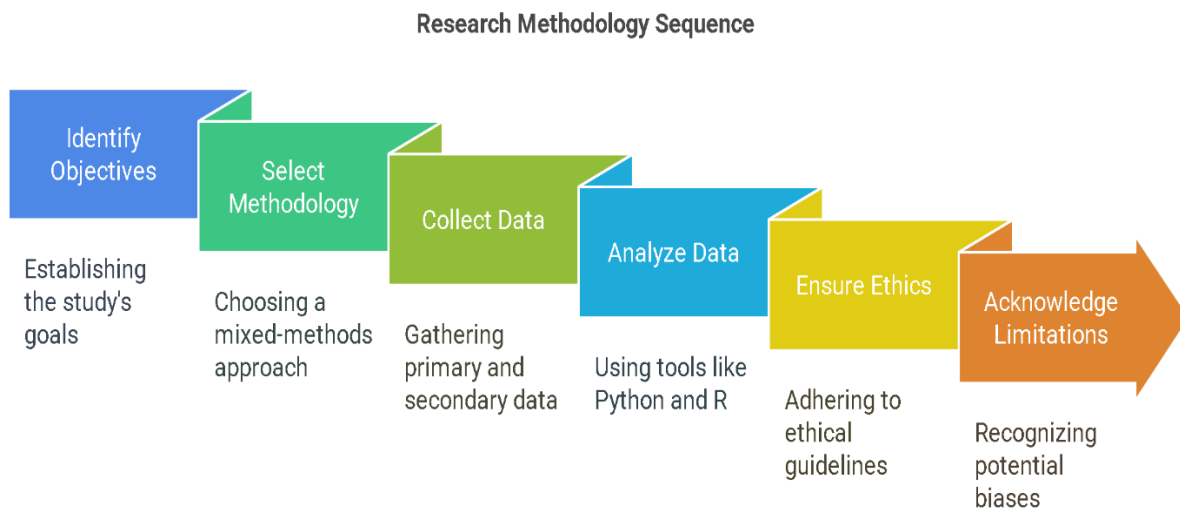 Research Methodology Sequence
Identify
Objectives
Establishing
the study's
goals
Select
Methodology
Choosing a
mixed-methods
approach
Collect Data
Gathering
primary and
secondary data
Analyze Data
Using tools like
Python and R
Ensure Ethics
Adhering to
ethical
guidelines
Acknowledge
Limitations
Recognizing
potential
biases